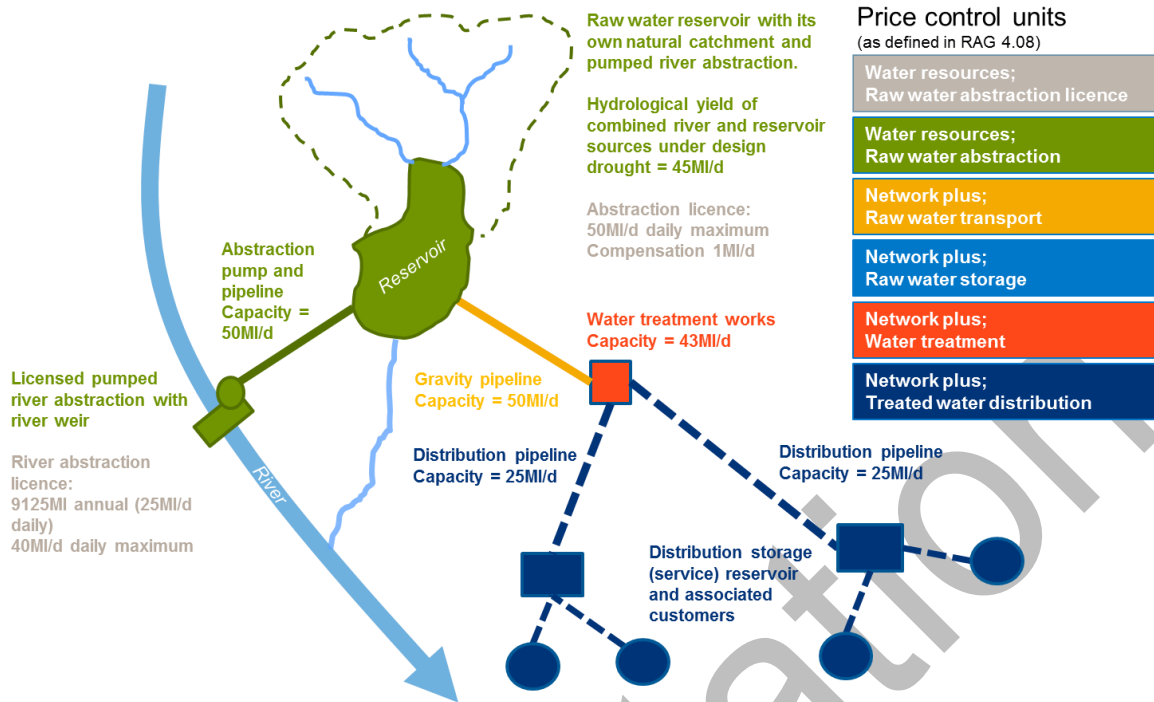 Raw water reservoir with its
own natural catchment and
pumped river abstraction.
Hydrological yield of
combined river and reservoir
sources under design
drought = 45Ml/d
Abstraction licence:
50Ml/d daily maximum
Compensation 1Ml/d
Price control units
(as defined in RAG 4.08)
Water resources;
Raw water abstraction licence
Water resources;
Raw water abstraction
Network plus;
Raw water transport
Network plus;
Raw water storage
Network plus;
Water treatment
Network plus;
Treated water distribution
Reservoir
Abstraction
pump and
pipeline
Capacity =
50Ml/d
Water treatment works
Capacity = 43Ml/d
Gravity pipeline
Capacity = 50Ml/d
Licensed pumped
river abstraction with
river weir
River abstraction
licence:
9125Ml annual (25Ml/d
daily)
40Ml/d daily maximum
River
Distribution pipeline
Capacity = 25Ml/d
Distribution pipeline
Capacity = 25Ml/d
Distribution storage
(service) reservoir
and associated
customers